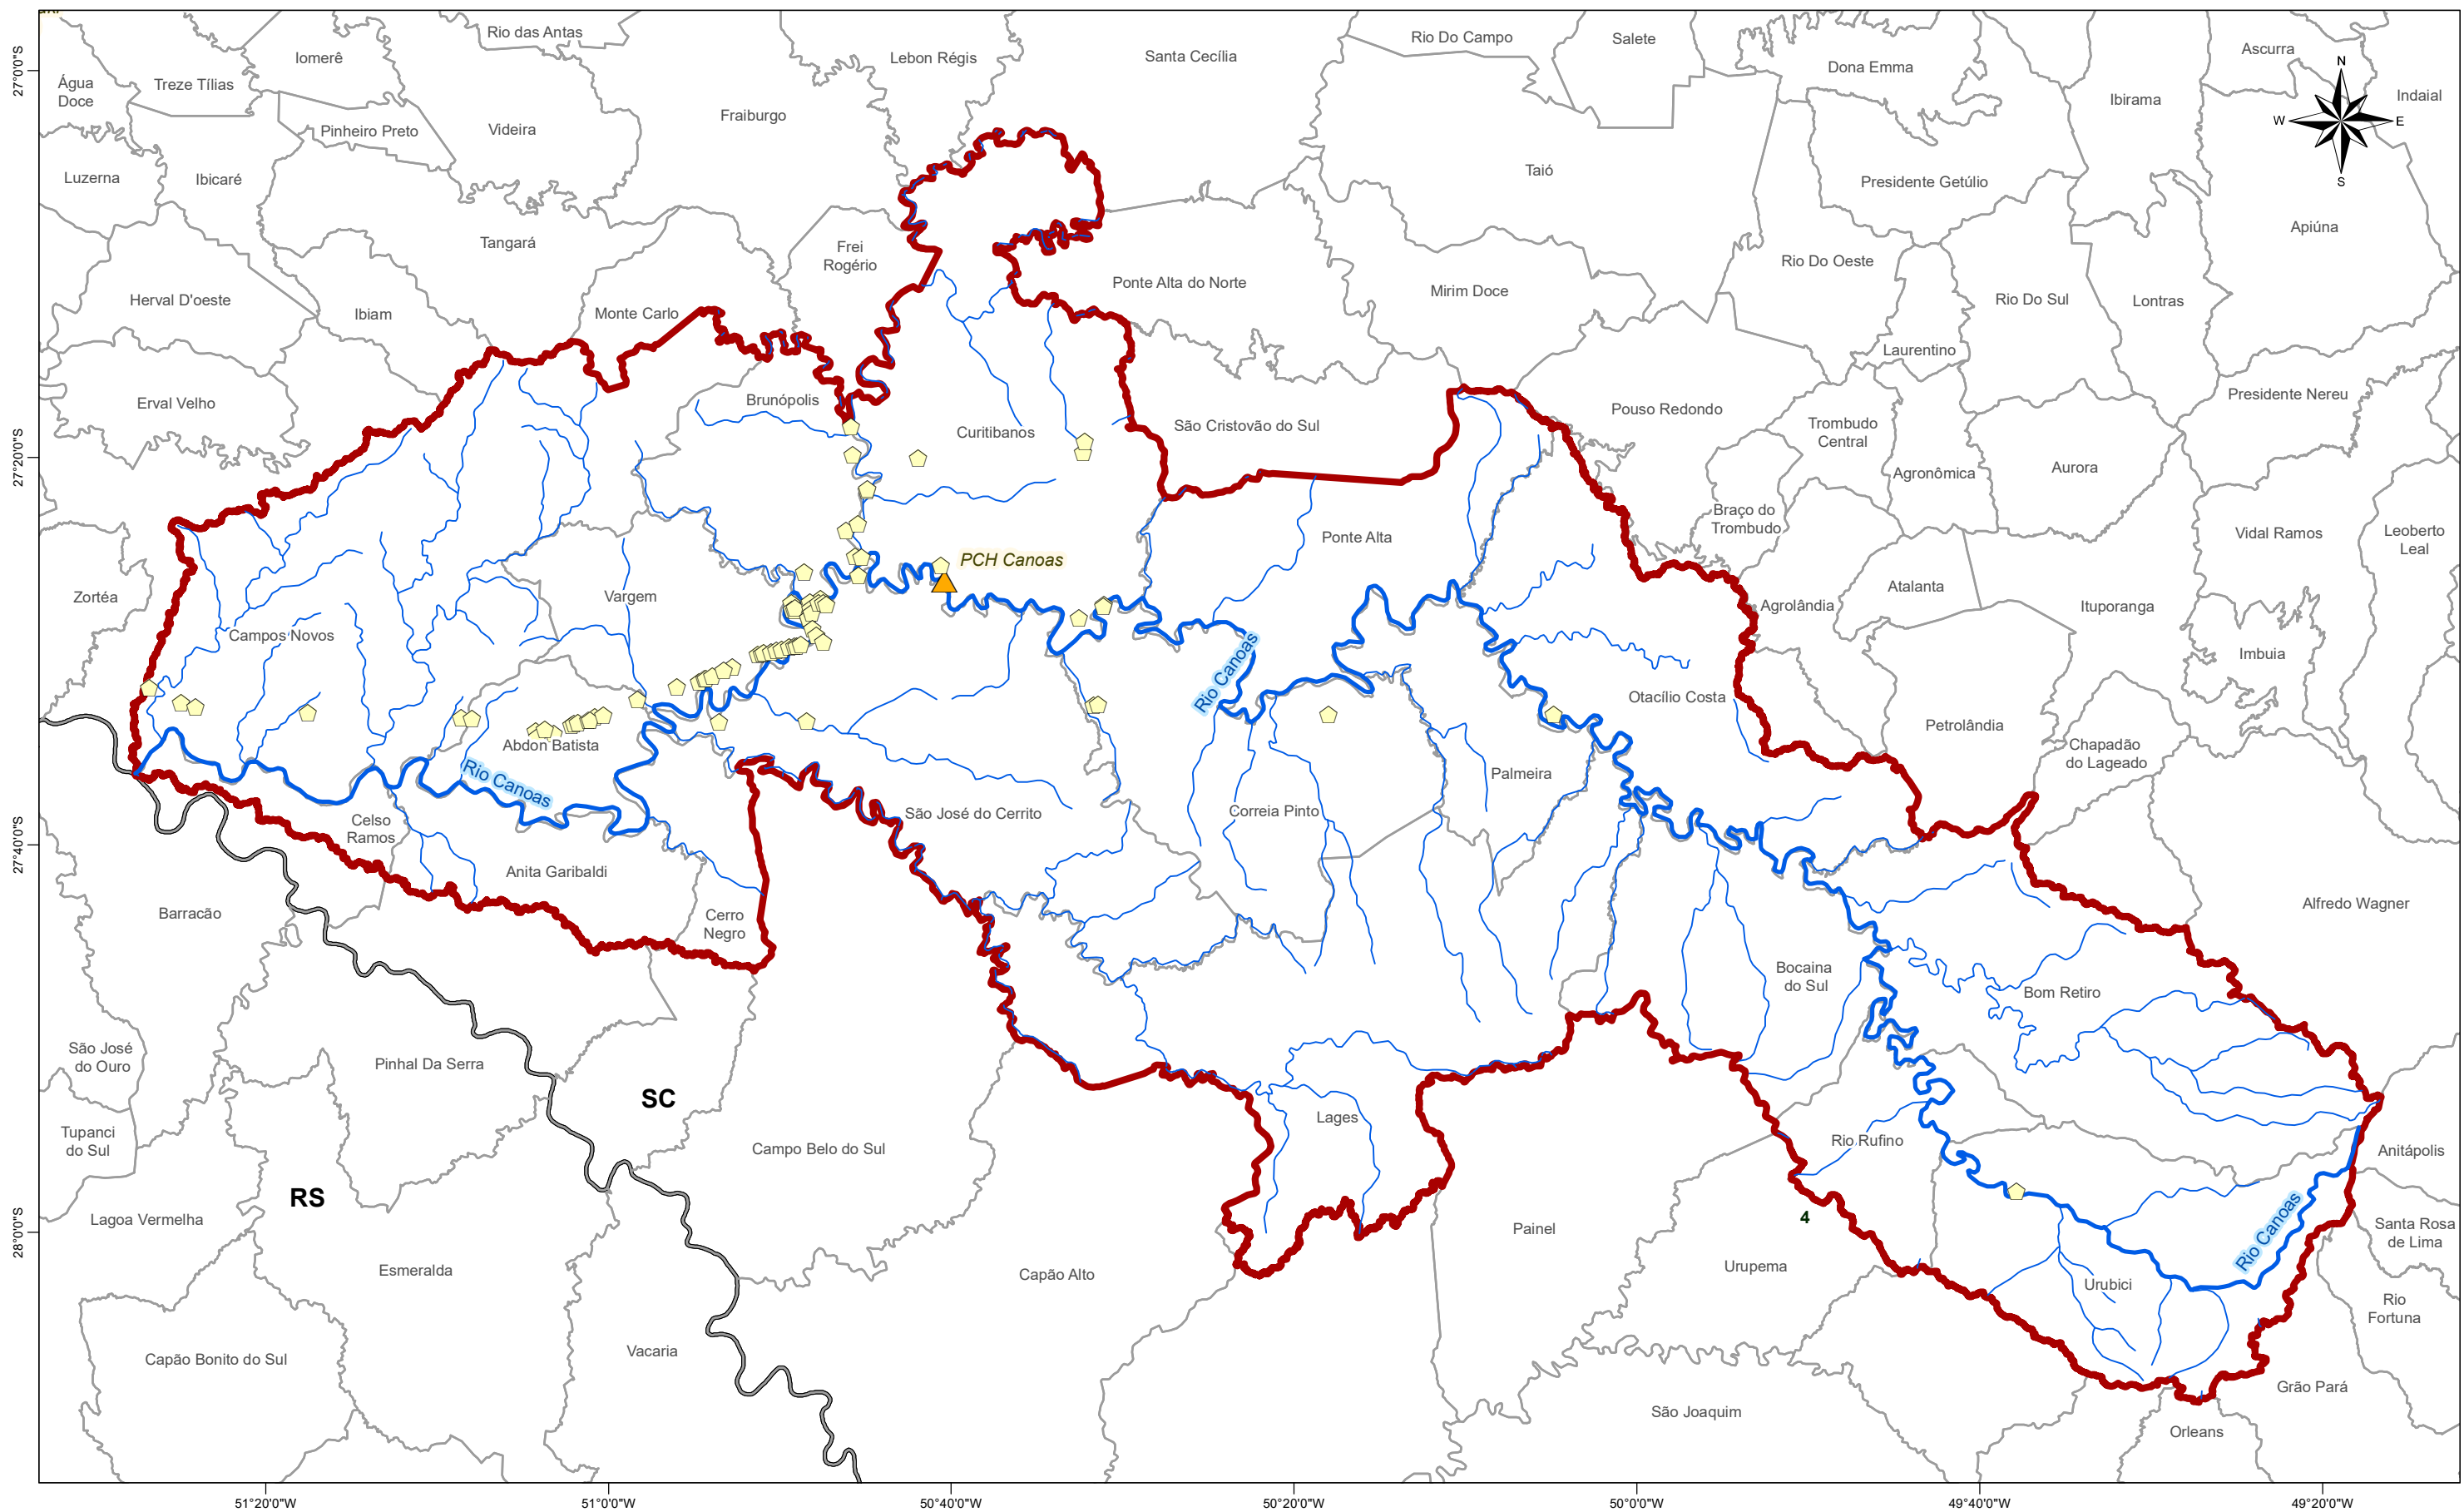 Rio das Antas
Lebon Régis
Santa Cecília
Rio Do Campo
Salete
Ascurra
Iomerê
Treze Tílias
Água
Doce
Dona Emma
Ibirama
Indaial
N
W
E
S
27°0'0"S
Pinheiro Preto
Videira
Fraiburgo
Luzerna
Ibicaré
Taió
Presidente Getúlio
Apiúna
Tangará
Frei
Rogério
Rio Do Oeste
Herval D'oeste
Ibiam
Monte Carlo
Ponte Alta do Norte
Mirim Doce
Rio Do Sul
Lontras
Laurentino
Erval Velho
Brunópolis
Curitibanos
São Cristovão do Sul
Pouso Redondo
Trombudo
Central
Presidente Nereu
27°20'0"S
Agronômica
Aurora
Braço do
Trombudo
Vidal Ramos
Leoberto
Leal
Ponte Alta
PCH Canoas
Zortéa
Vargem
Campos Novos
Agrolândia
Atalanta
Ituporanga
Imbuia
Rio Canoas
Otacílio Costa
Petrolândia
Chapadão
do Lageado
Abdon Batista
Rio Canoas
Palmeira
Celso
Ramos
São José do Cerrito
Correia Pinto
27°40'0"S
Anita Garibaldi
Cerro
Negro
Barracão
Alfredo Wagner
Bocaina
do Sul
Bom Retiro
São José
do Ouro
Pinhal Da Serra
SC
Lages
Tupanci
do Sul
Campo Belo do Sul
Rio Rufino
Anitápolis
RS
Lagoa Vermelha
4
Painel
Rio Canoas
Santa Rosa
de Lima
28°0'0"S
Esmeralda
Capão Alto
Urupema
Urubici
Rio
Fortuna
Capão Bonito do Sul
Vacaria
São Joaquim
Grão Pará
Orleans
51°20'0"W
51°0'0"W
50°40'0"W
50°20'0"W
50°0'0"W
49°40'0"W
49°20'0"W